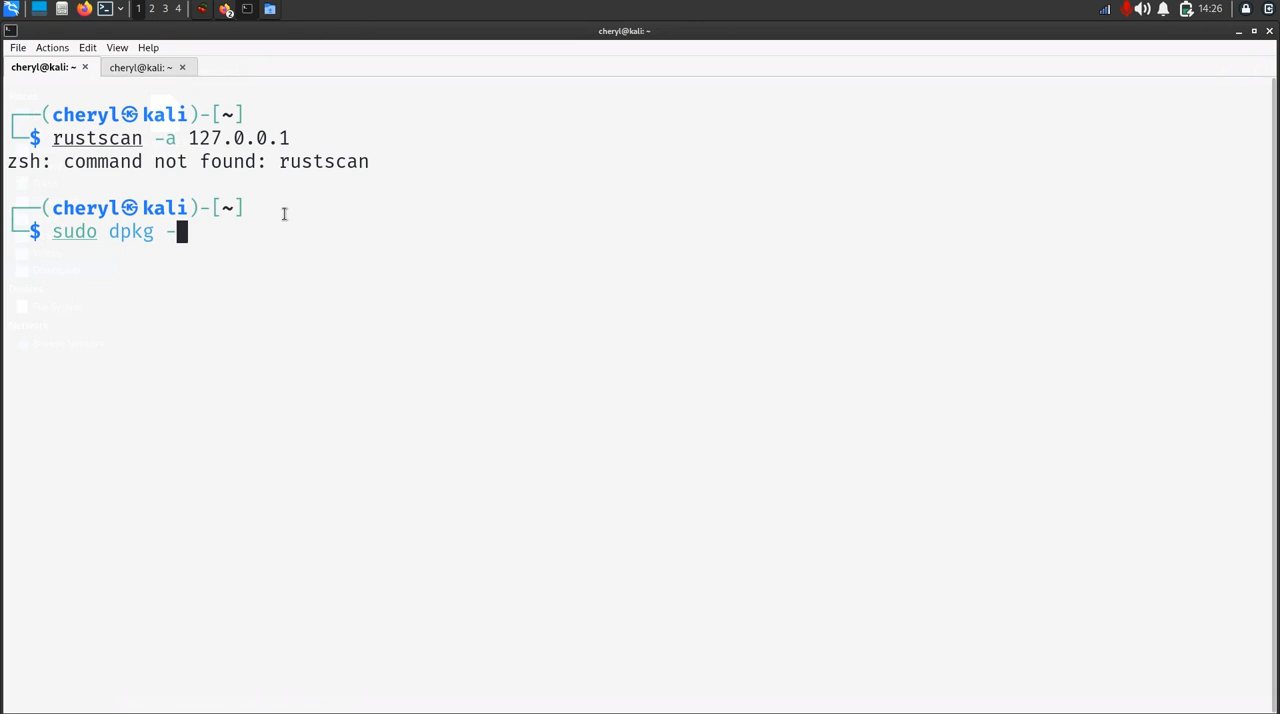 1 2 3 4
2
14:26
cheryl@kali: ~
File Actions Edit View Help
cheryl@kali: ~ × cheryl@kali: ~ ×
┌──(cheryl㉿kali)-[~]
└─$ rustscan -a 127.0.0.1
zsh: command not found: rustscan
┌──(cheryl㉿kali)-[~]
└─$ sudo dpkg -